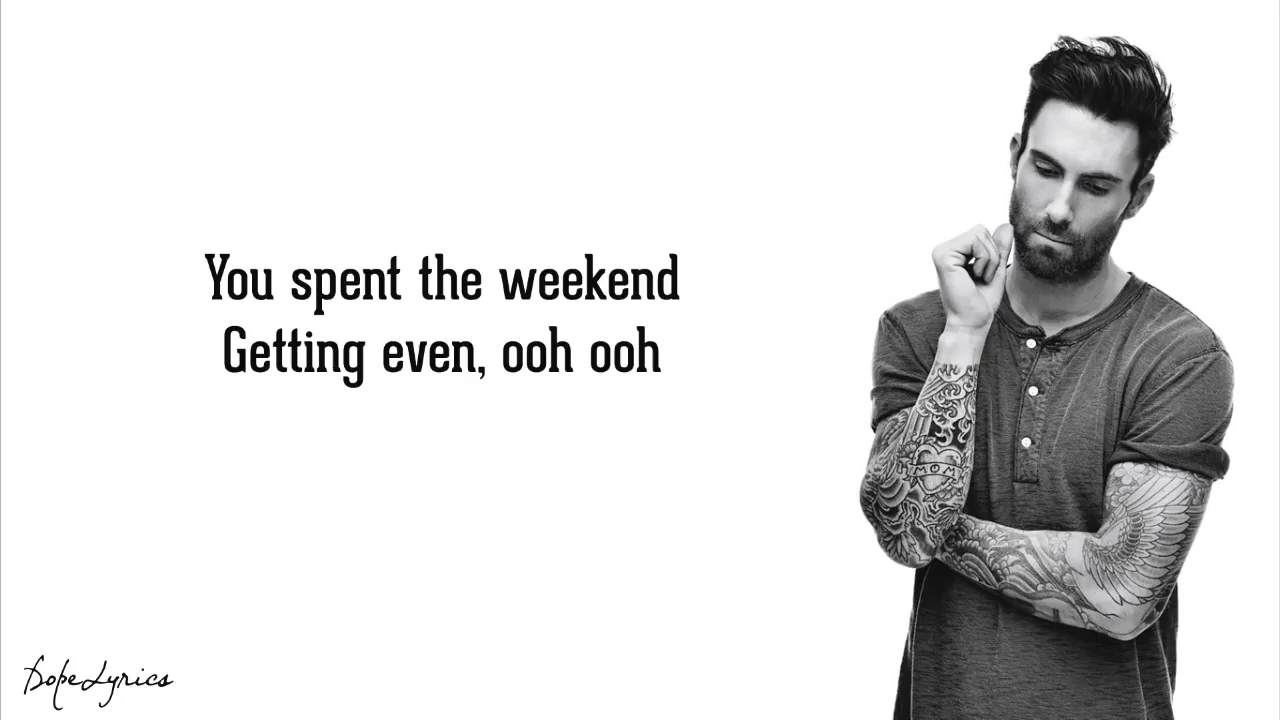 You spent the weekend
Getting even, ooh ooh
MOM
DopeLyrics